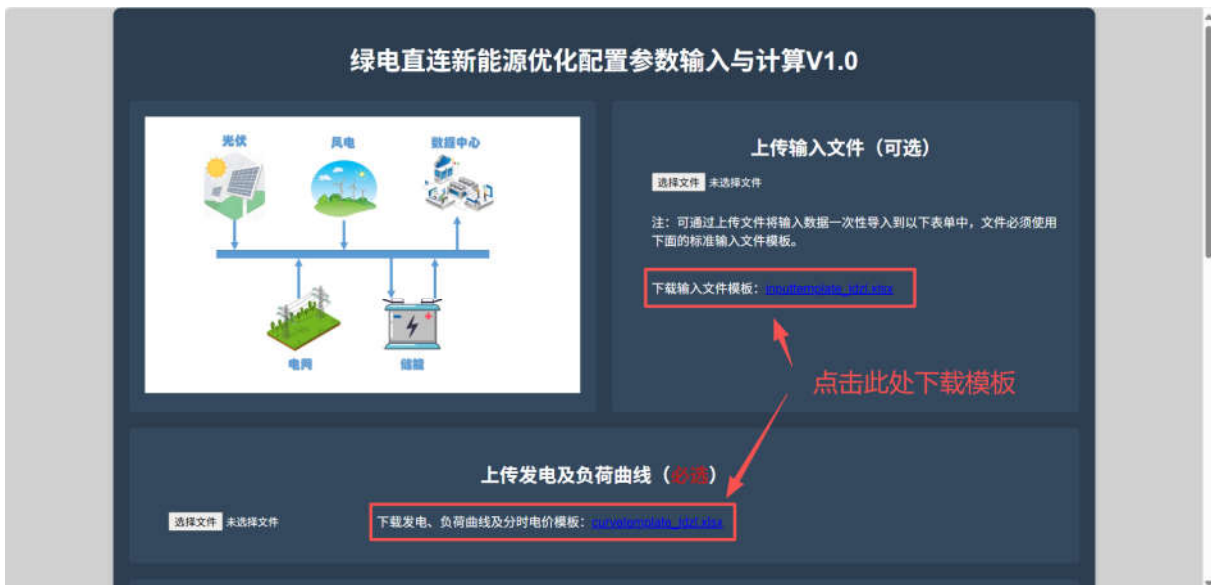 绿电直连新能源优化配置参数输入与计算V1.0
光伏
风电
数据中心
电网
储能
上传输入文件（可选）
选择文件 未选择文件
注：可通过上传文件将输入数据一次性导入到以下表单中，文件必须使用
下面的标准输入文件模板。
下载输入文件模板：inputtemplate_ldzl.xlsx
点击此处下载模板
上传发电及负荷曲线（必选）
选择文件 未选择文件
下载发电、负荷曲线及分时电价模板：curvetemplate_ldzl.xlsx